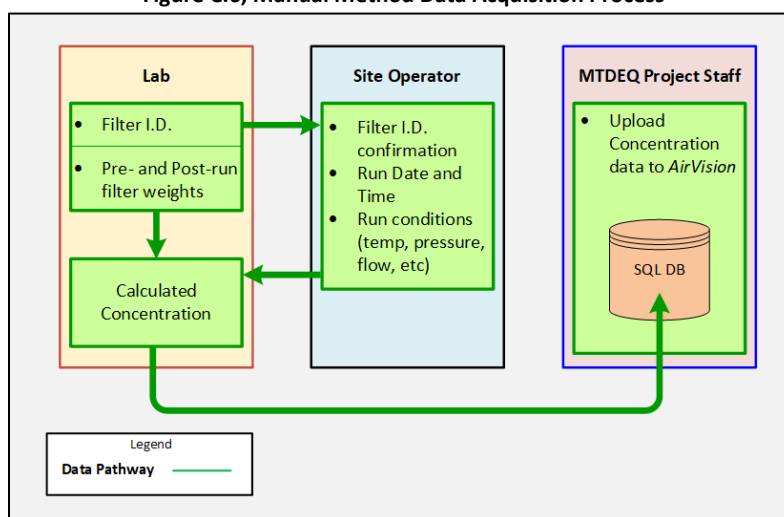 Figure C.6, Manual Method Data Acquisition Process
Lab
• Filter I.D.
• Pre- and Post-run
filter weights
Calculated
Concentration
Site Operator
• Filter I.D.
confirmation
• Run Date and
Time
• Run conditions
(temp, pressure,
flow, etc)
MTDEQ Project Staff
• Upload
Concentration
data to AirVision
SQL DB
Legend
Data Pathway